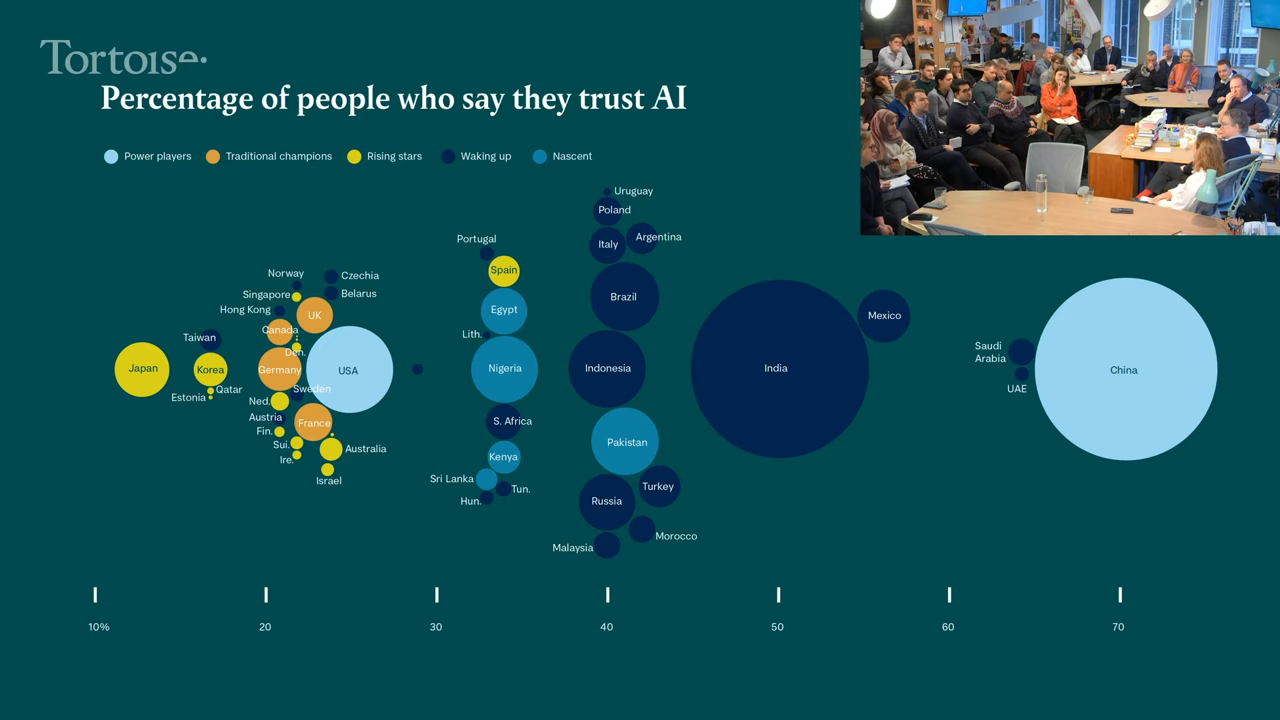 Tortoise
Percentage of people who say they trust AI
Power players
Traditional champions
Rising stars
Waking up
Nascent
Uruguay
Poland
Argentina
Italy
Portugal
Spain
Brazil
Norway
Czechia
Singapore
Belarus
Hong Kong
UK
Egypt
Mexico
Canada
Taiwan
Lith.
Den.
Saudi
Arabia
Japan
Korea
Germany
USA
Nigeria
Indonesia
India
China
UAE
Qatar
Sweden
Estonia
Ned.
Austria
France
S. Africa
Fin.
Sui.
Australia
Pakistan
Ire.
Kenya
Israel
Sri Lanka
Tun.
Turkey
Hun.
Russia
Morocco
Malaysia
10%
20
30
40
50
60
70